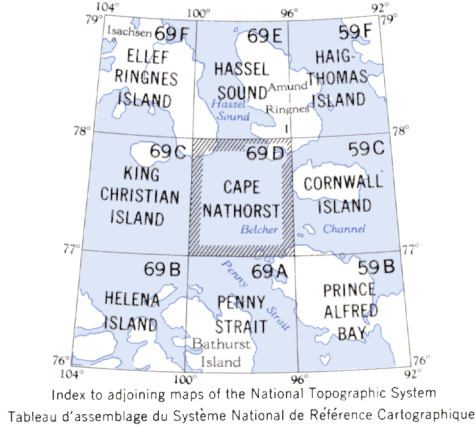 104° 100° 96° 92°
79° 79°
Isachsen 69F 69E 59F
ELLEF
RINGNES
ISLAND
HASSEL
SOUND
HAIG-
THOMAS
ISLAND
Hassel
Sound
Amund
Ringnes
I
78° 78°
69C 69D 59C
KING
CHRISTIAN
ISLAND
CAPE
NATHORST
CORNWALL
ISLAND
Belcher Channel
77° 77°
69B 69A 59B
HELENA
ISLAND
Penny Strait
PENNY
STRAIT
PRINCE
ALFRED
BAY
Bathurst
Island
76° 76°
104° 100° 96° 92°
Index to adjoining maps of the National Topographic System
Tableau d'assemblage du Système National de Référence Cartographique